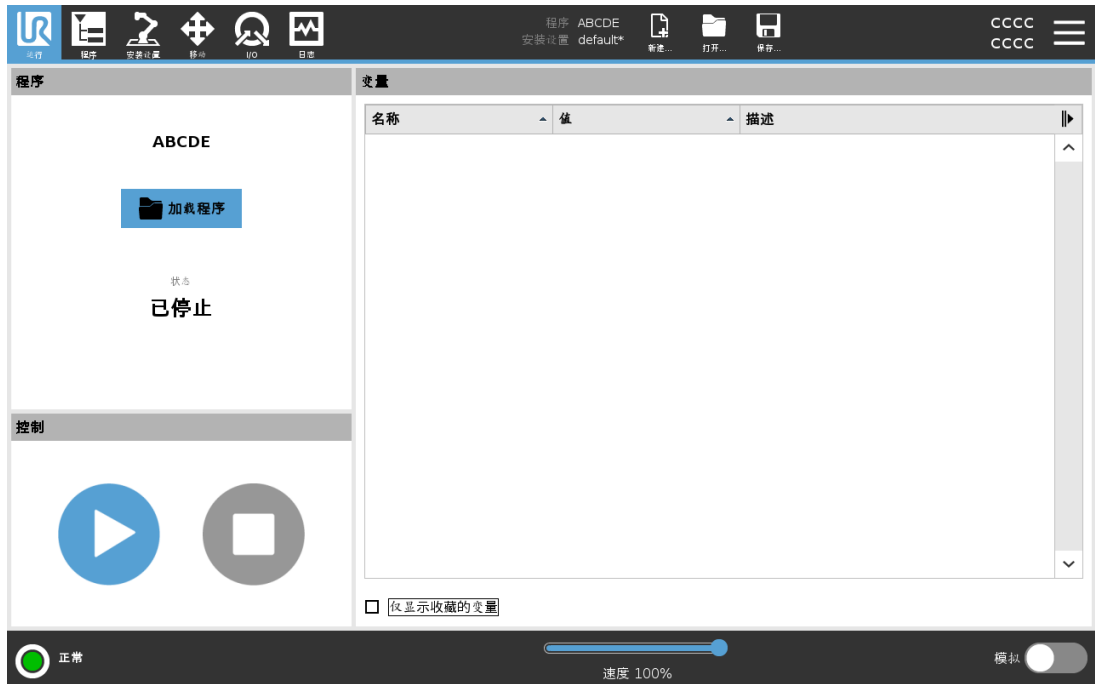 UR
运行
程序
安装设置
移动
I/O
日志
程序 ABCDE
安装设置 default*
新建...
打开...
保存...
CCCC
CCCC
程序
ABCDE
加载程序
状态
已停止
控制
变量
名称 值 描述
仅显示收藏的变量
正常
速度 100%
模拟